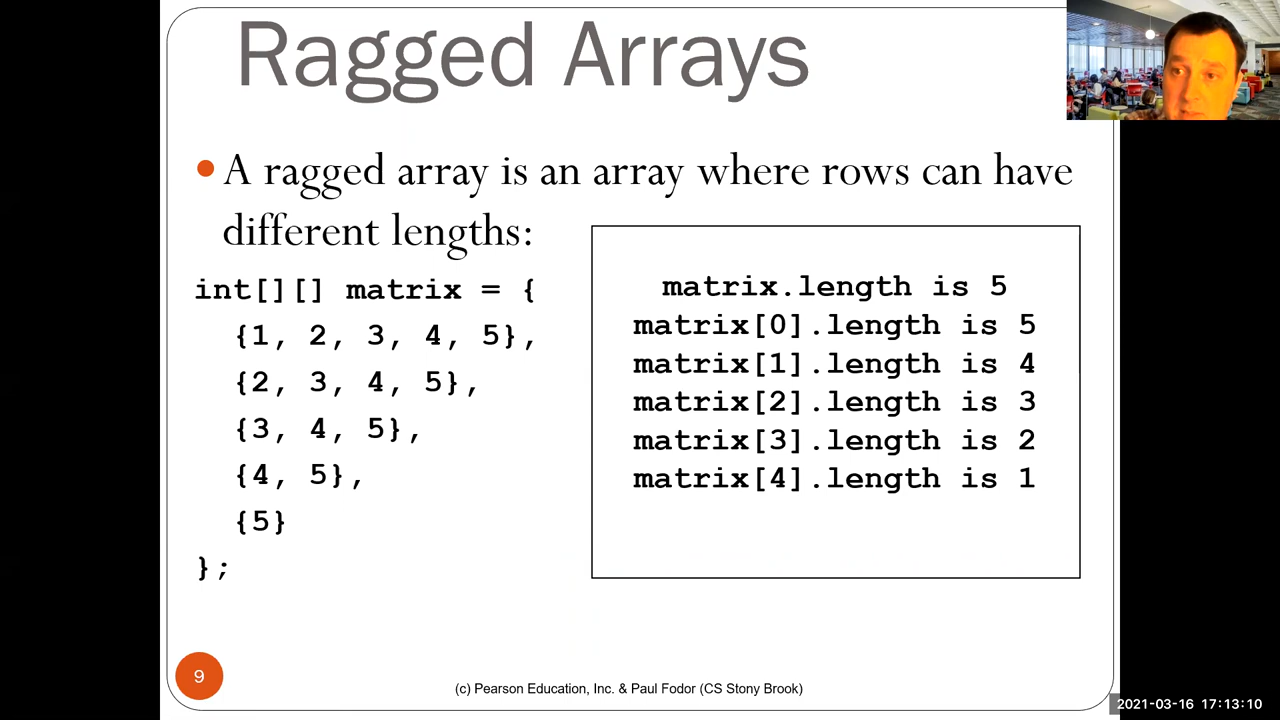 Ragged Arrays
A ragged array is an array where rows can have
different lengths:
int[][] matrix = {
{1, 2, 3, 4, 5},
{2, 3, 4, 5},
{3, 4, 5},
{4, 5},
{5}
};
matrix.length is 5
matrix[0].length is 5
matrix[1].length is 4
matrix[2].length is 3
matrix[3].length is 2
matrix[4].length is 1
9
(c) Pearson Education, Inc. & Paul Fodor (CS Stony Brook)
2021-03-16 17:13:10